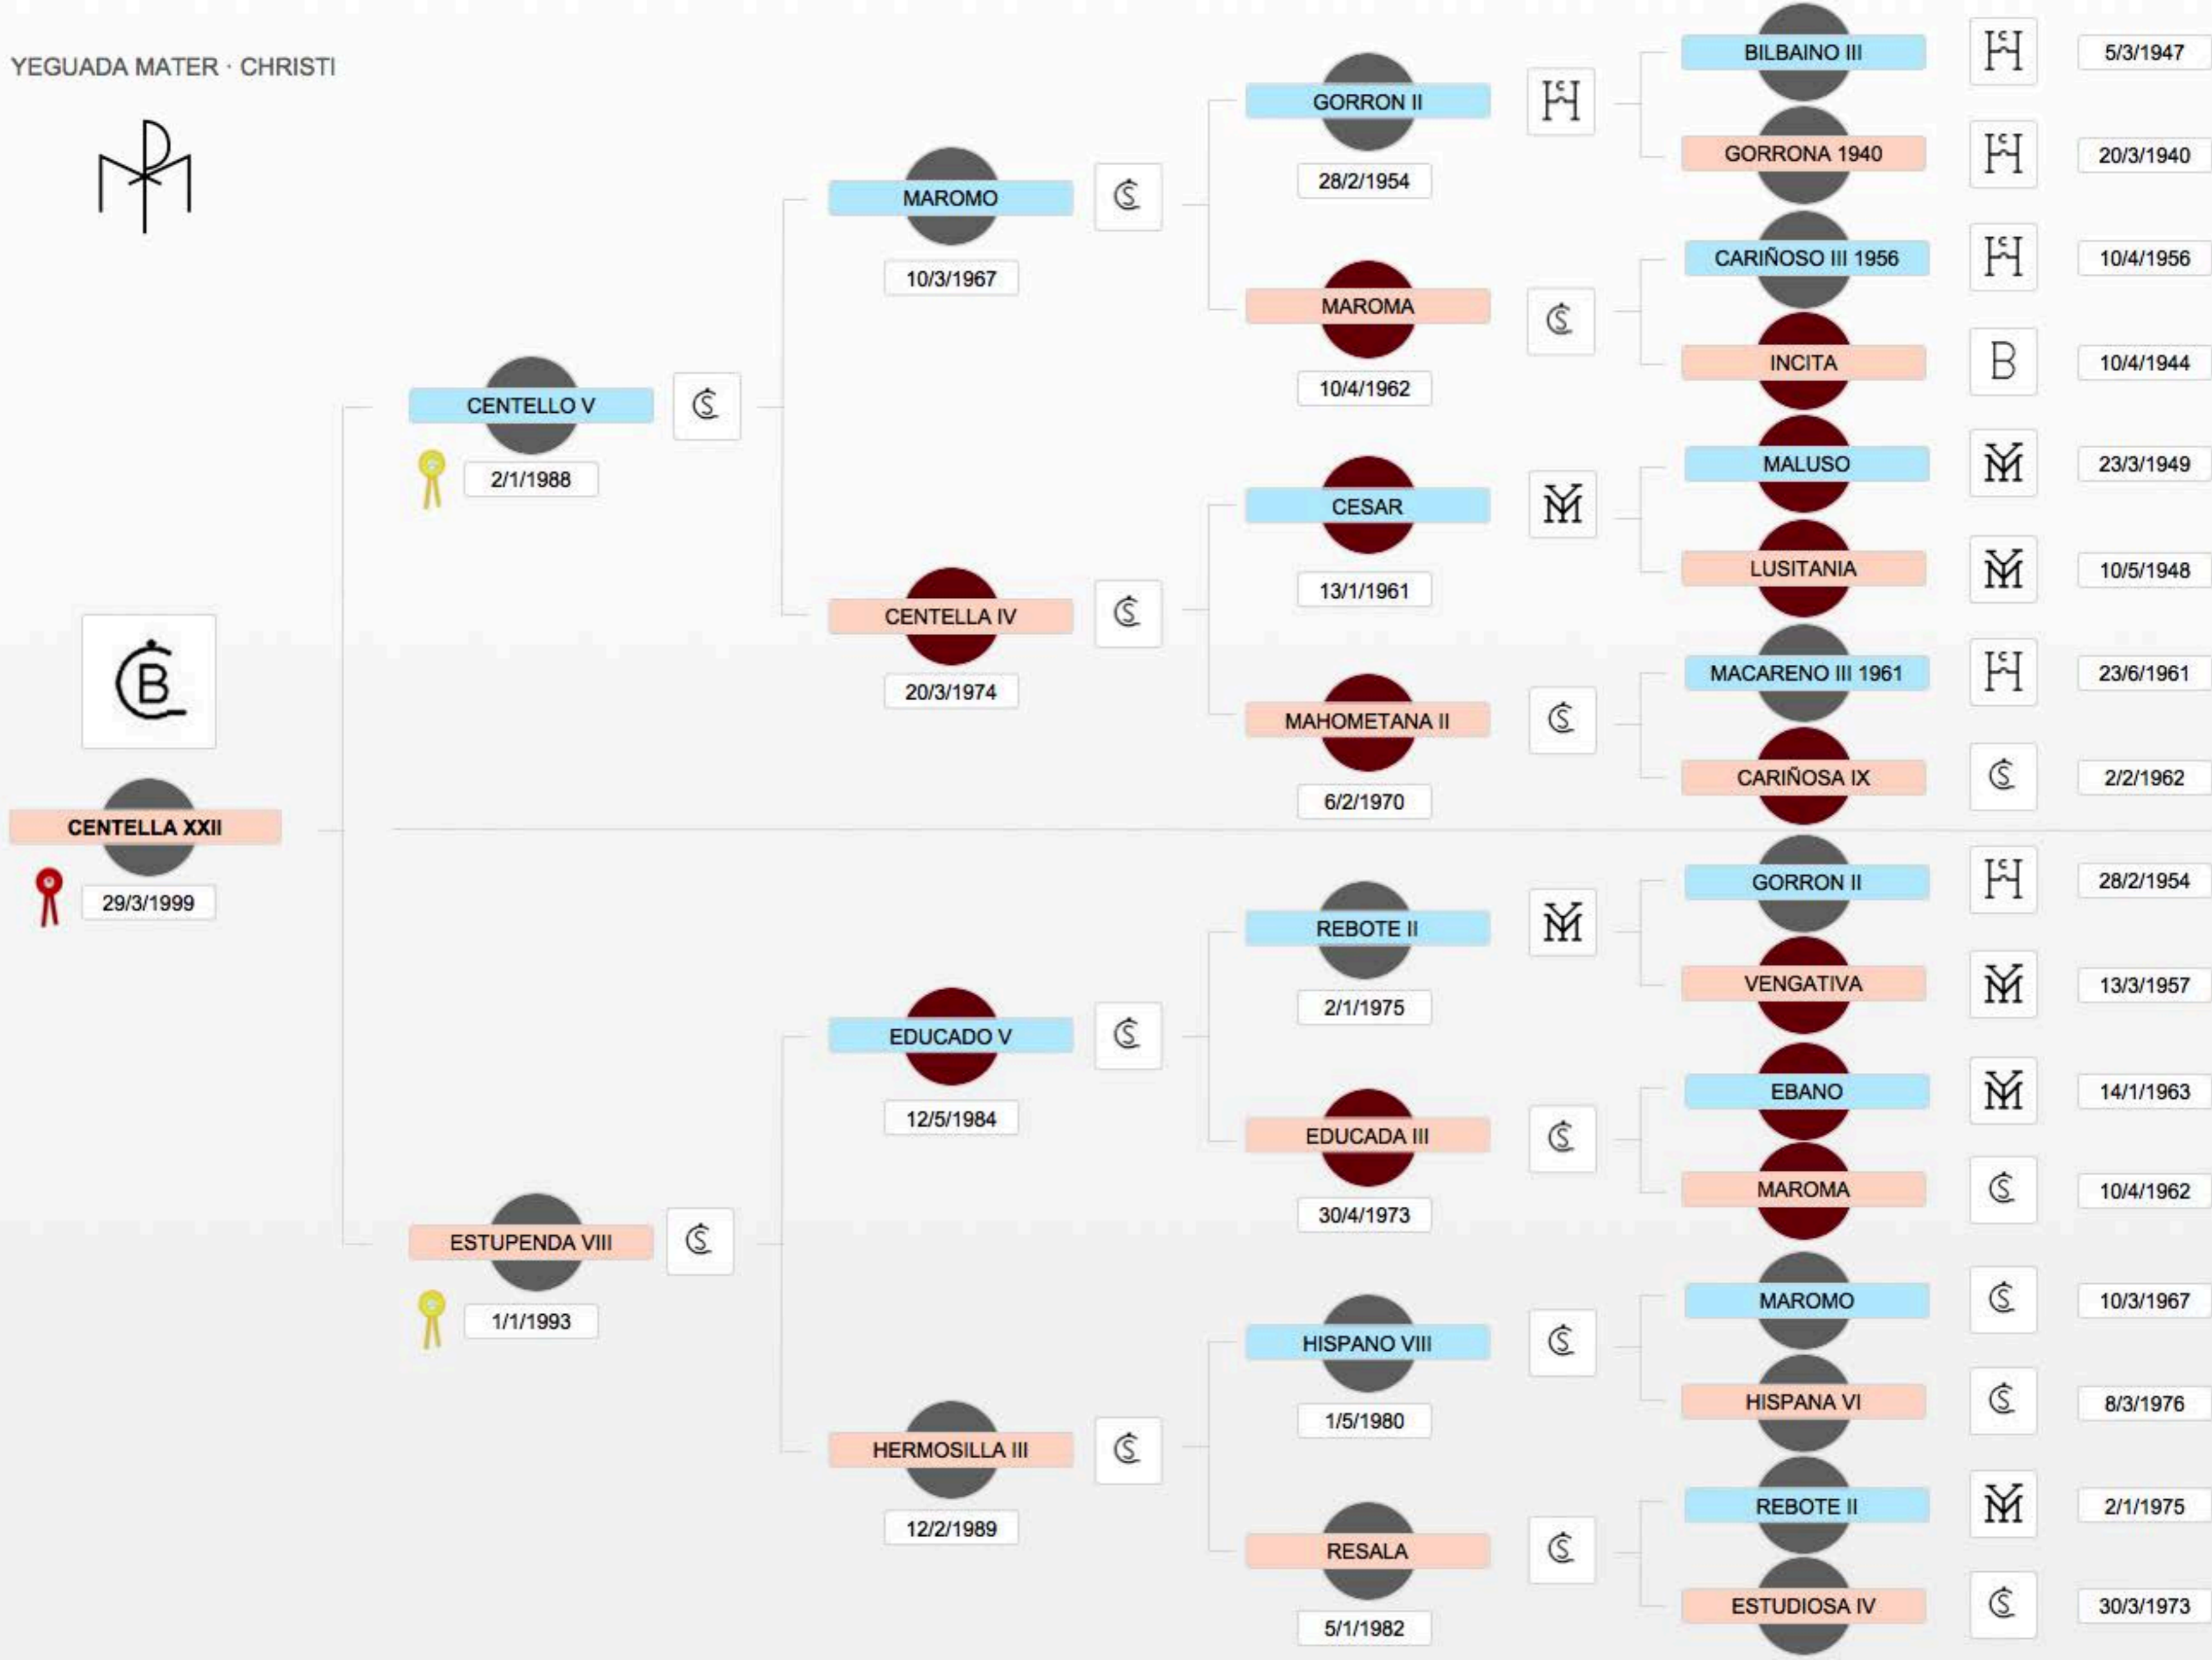 YEGUADA MATER · CHRISTI
CENTELLA XXII
29/3/1999
CENTELLO V
2/1/1988
ESTUPENDA VIII
1/1/1993
MAROMO
10/3/1967
CENTELLA IV
20/3/1974
EDUCADO V
12/5/1984
HERMOSILLA III
12/2/1989
GORRON II
28/2/1954
MAROMA
10/4/1962
CESAR
13/1/1961
MAHOMETANA II
6/2/1970
REBOTE II
2/1/1975
EDUCADA III
30/4/1973
HISPANO VIII
1/5/1980
RESALA
5/1/1982
BILBAINO III 5/3/1947
GORRONA 1940 20/3/1940
CARIÑOSO III 1956 10/4/1956
INCITA B 10/4/1944
MALUSO 23/3/1949
LUSITANIA 10/5/1948
MACARENO III 1961 23/6/1961
CARIÑOSA IX 2/2/1962
GORRON II 28/2/1954
VENGATIVA 13/3/1957
EBANO 14/1/1963
MAROMA 10/4/1962
MAROMO 10/3/1967
HISPANA VI 8/3/1976
REBOTE II 2/1/1975
ESTUDIOSA IV 30/3/1973